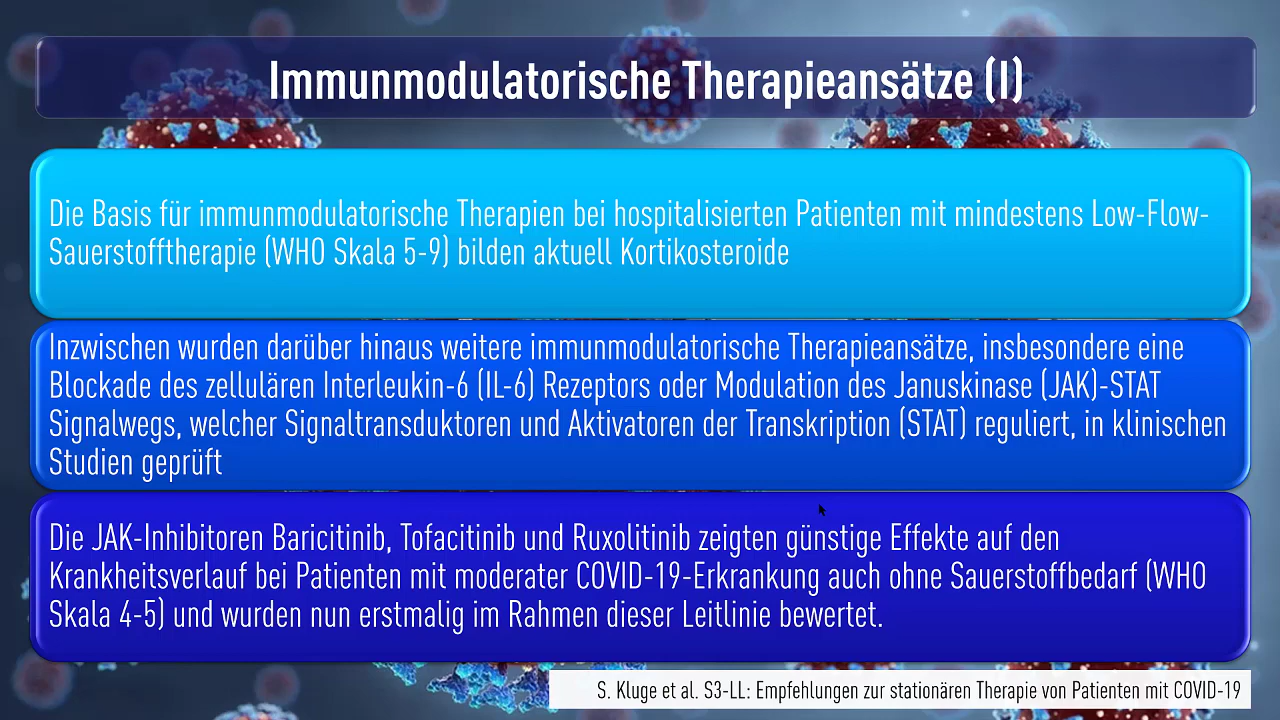 Immunmodulatorische Therapieansätze (I)
Die Basis für immunmodulatorische Therapien bei hospitalisierten Patienten mit mindestens Low-Flow-
Sauerstofftherapie (WHO Skala 5-9) bilden aktuell Kortikosteroide
Inzwischen wurden darüber hinaus weitere immunmodulatorische Therapieansätze, insbesondere eine
Blockade des zellulären Interleukin-6 (IL-6) Rezeptors oder Modulation des Januskinase (JAK)-STAT
Signalwegs, welcher Signaltransduktoren und Aktivatoren der Transkription (STAT) reguliert, in klinischen
Studien geprüft
Die JAK-Inhibitoren Baricitinib, Tofacitinib und Ruxolitinib zeigten günstige Effekte auf den
Krankheitsverlauf bei Patienten mit moderater COVID-19-Erkrankung auch ohne Sauerstoffbedarf (WHO
Skala 4-5) und wurden nun erstmalig im Rahmen dieser Leitlinie bewertet.
S. Kluge et al. S3-LL: Empfehlungen zur stationären Therapie von Patienten mit COVID-19